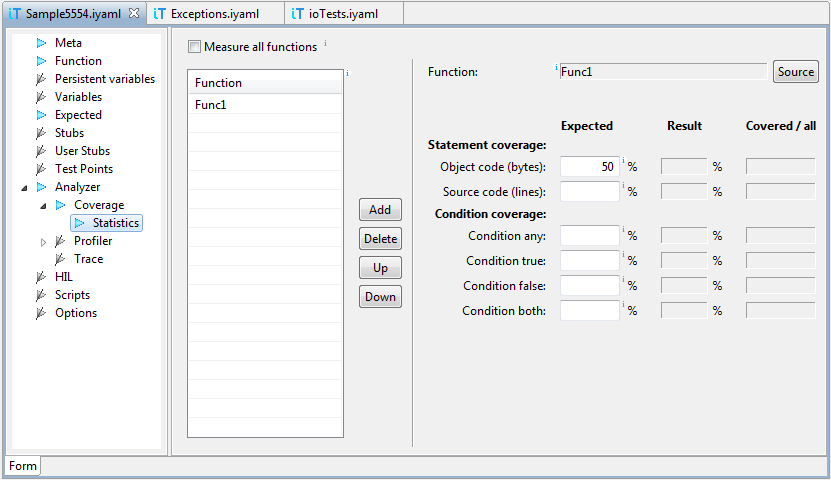 iT Sample5554.iyaml iT Exceptions.iyaml iT ioTests.iyaml
Meta
Function
Persistent variables
Variables
Expected
Stubs
User Stubs
Test Points
Analyzer
Coverage
Statistics
Profiler
Trace
HIL
Scripts
Options
Measure all functions i
Function i
Func1
Add
Delete
Up
Down
Function: i Func1 Source
Expected Result Covered / all
Statement coverage:
Object code (bytes): 50 i % %
Source code (lines): i % %
Condition coverage:
Condition any: i % %
Condition true: i % %
Condition false: i % %
Condition both: i % %
Form